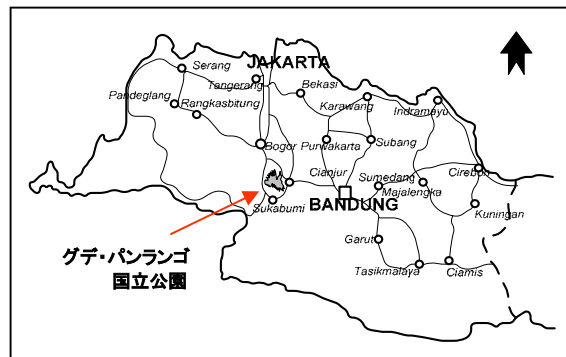 JAKARTA
Serang
Tangerang
Bekasi
Pandeglang
Rangkasbitung
Karawang
Indramayu
Bogor
Purwakarta
Subang
Cianjur
Sumedang
Cirebon
Majalengka
Sukabumi
BANDUNG
Kuningan
Garut
Tasikmalaya
Ciamis
グデ・パンランゴ
国立公園